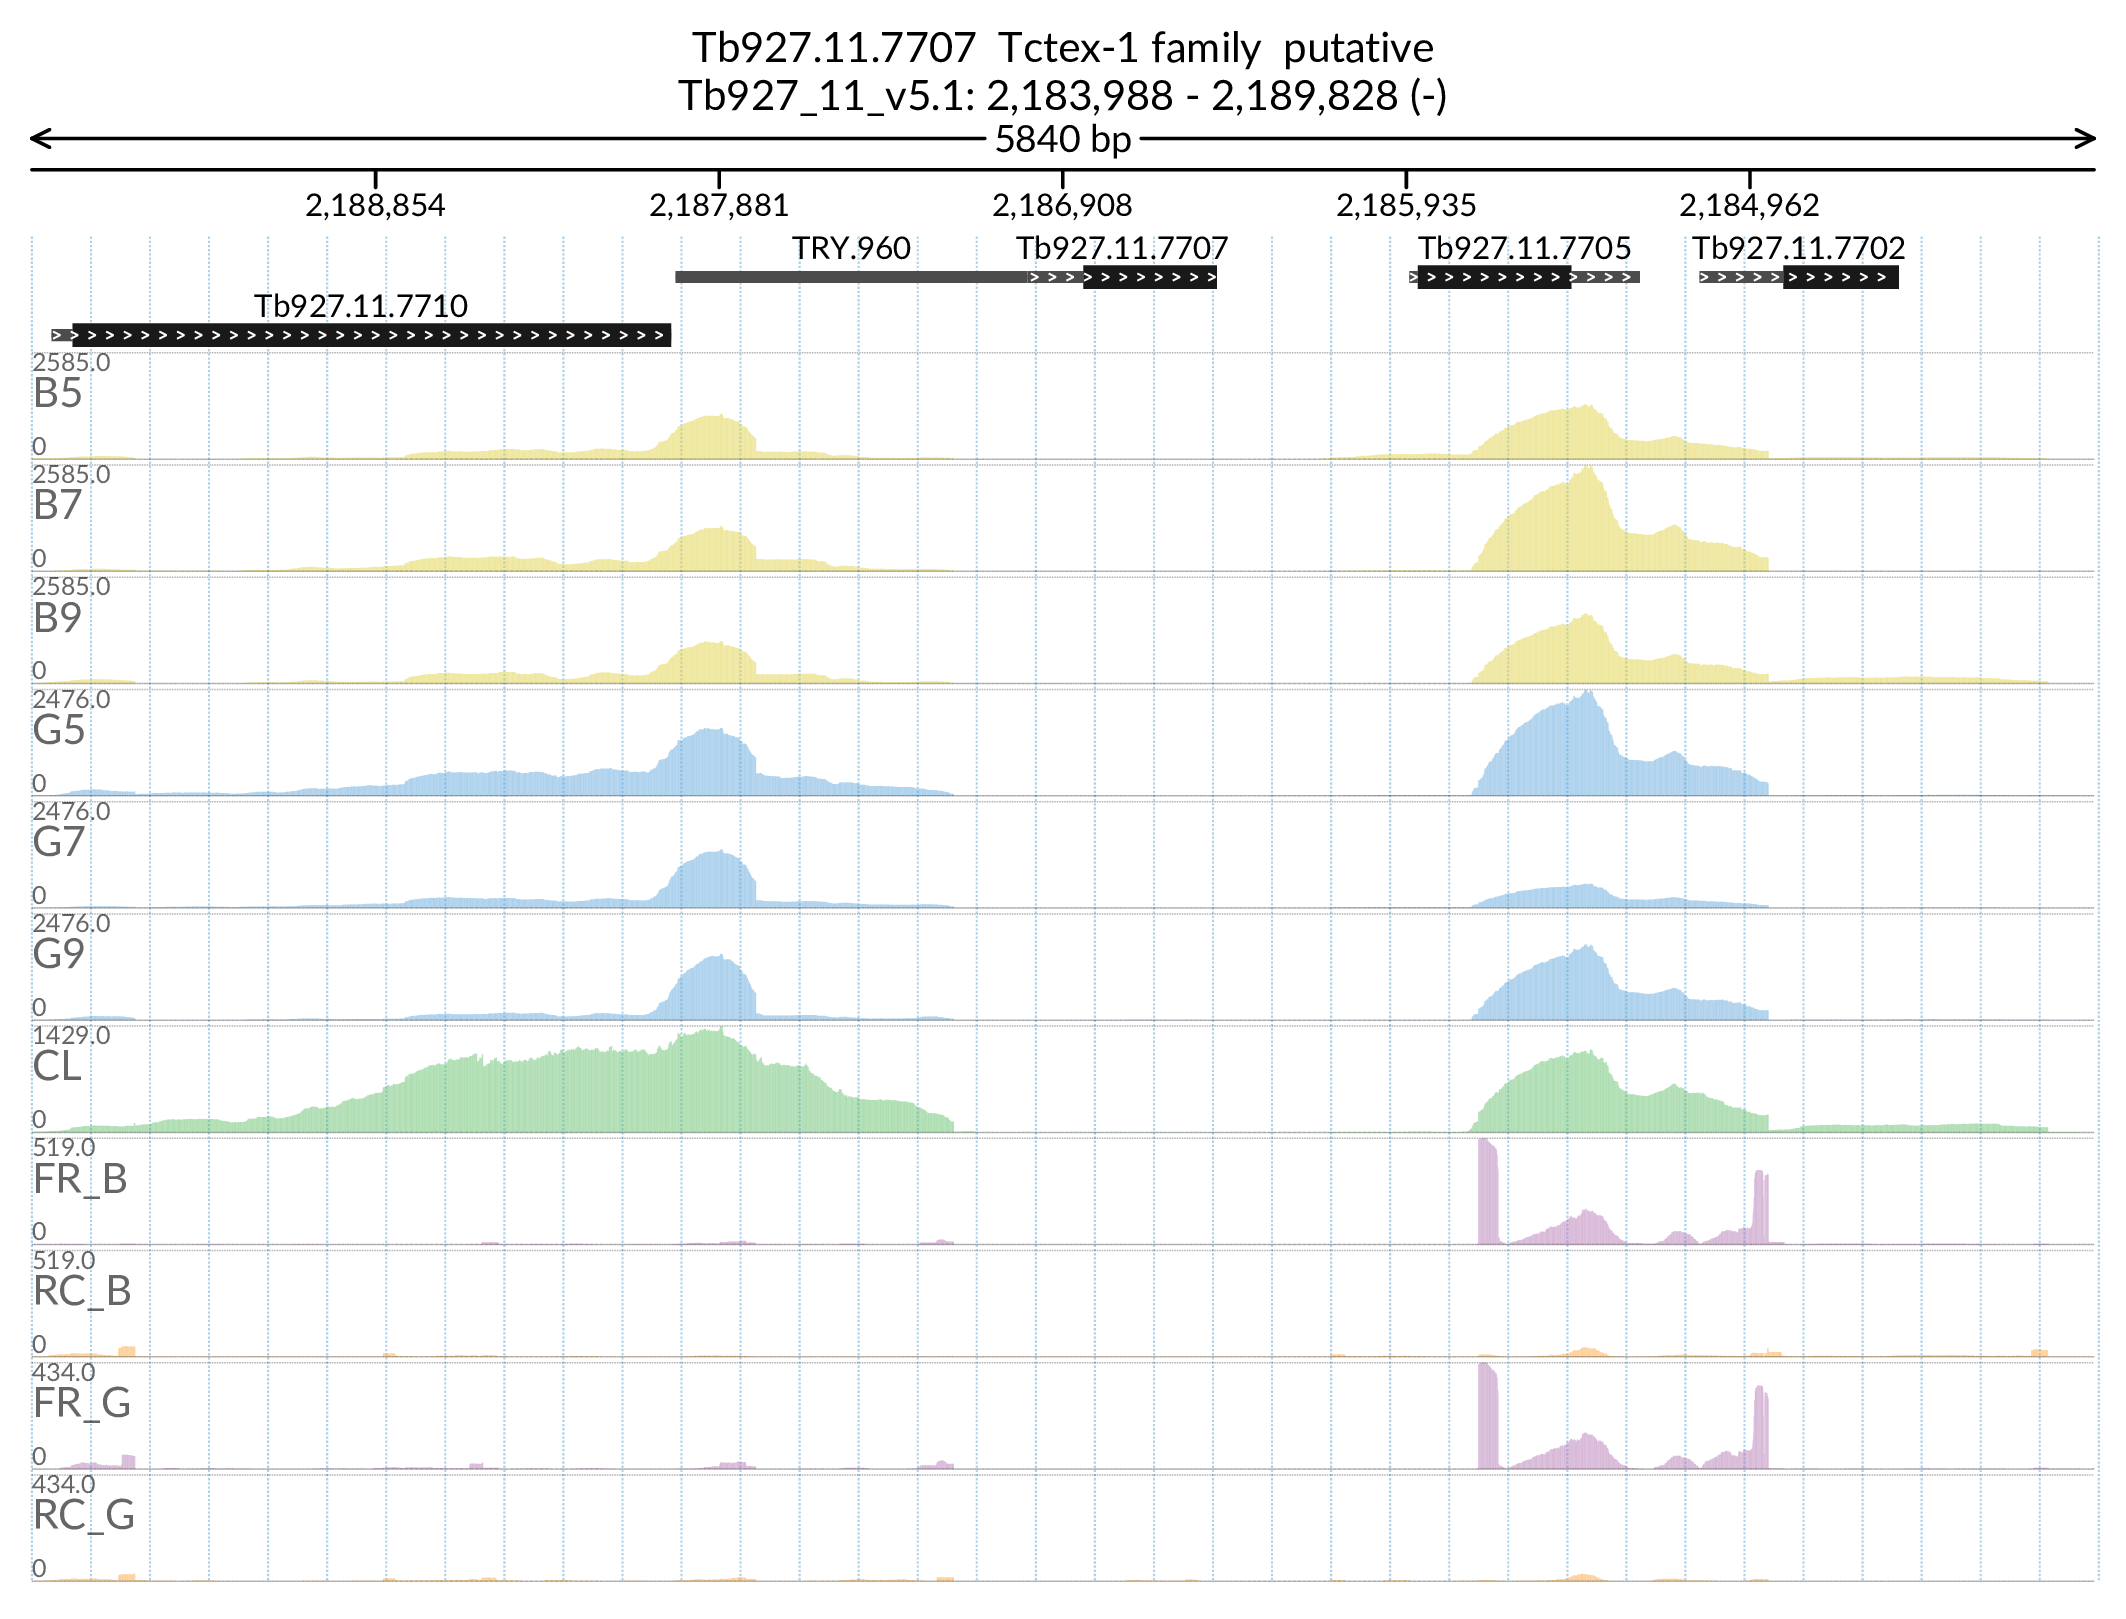 Tb927.11.7707 Tctex-1 family putative
Tb927_11_v5.1: 2,183,988 - 2,189,828 (-)
5840 bp
2,188,854 2,187,881 2,186,908 2,185,935 2,184,962
TRY.960 Tb927.11.7707 Tb927.11.7705 Tb927.11.7702
Tb927.11.7710
2585.0
B5
0
2585.0
B7
0
2585.0
B9
0
2476.0
G5
0
2476.0
G7
0
2476.0
G9
0
1429.0
CL
0
519.0
FR_B
0
519.0
RC_B
0
434.0
FR_G
0
434.0
RC_G
0